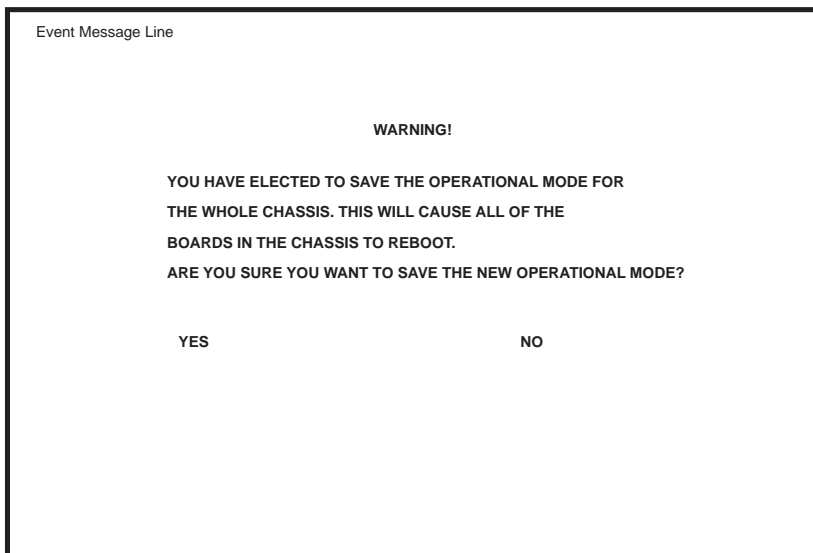 Event Message Line
WARNING!
YOU HAVE ELECTED TO SAVE THE OPERATIONAL MODE FOR
THE WHOLE CHASSIS. THIS WILL CAUSE ALL OF THE
BOARDS IN THE CHASSIS TO REBOOT.
ARE YOU SURE YOU WANT TO SAVE THE NEW OPERATIONAL MODE?
YES NO